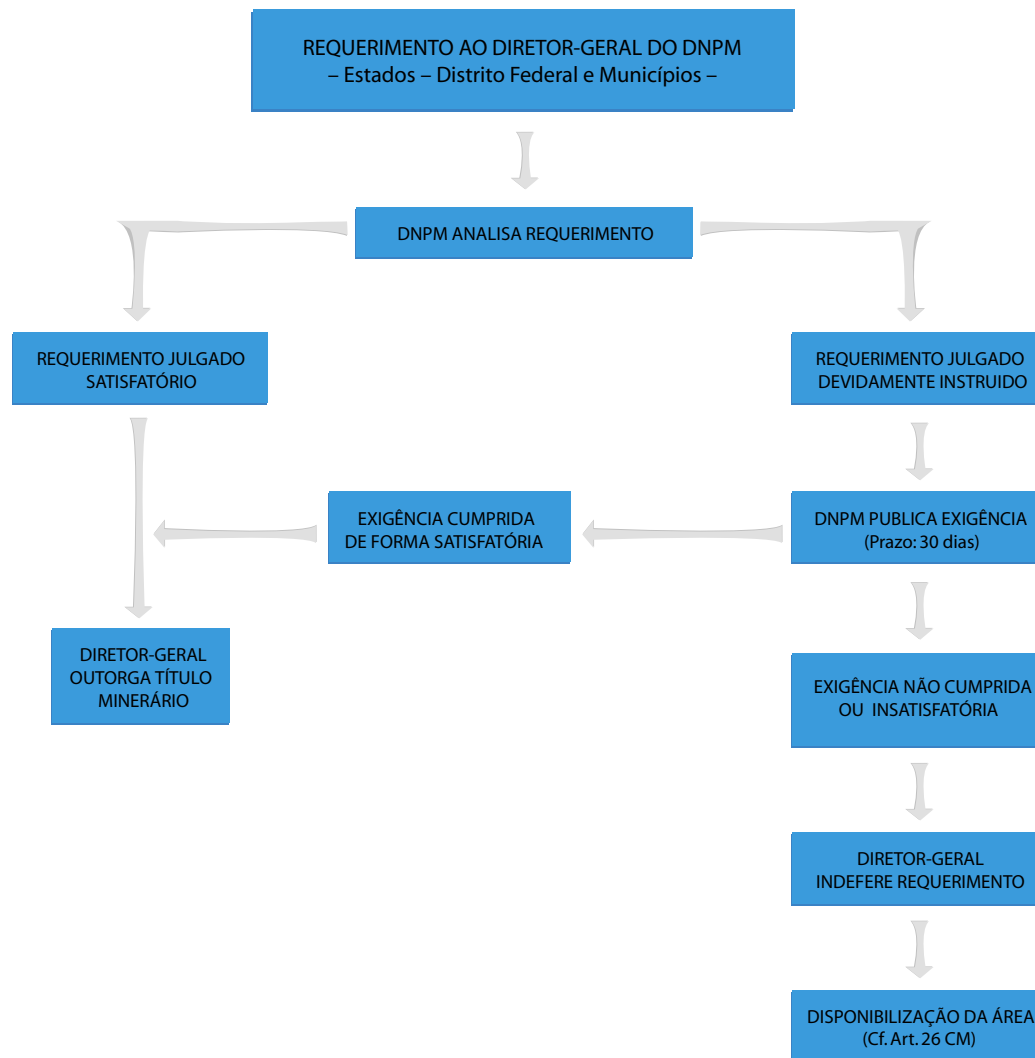 REQUERIMENTO AO DIRETOR-GERAL DO DNPM
– Estados – Distrito Federal e Municípios –
DNPM ANALISA REQUERIMENTO
REQUERIMENTO JULGADO
SATISFATÓRIO
REQUERIMENTO JULGADO
DEVIDAMENTE INSTRUIDO
EXIGÊNCIA CUMPRIDA
DE FORMA SATISFATÓRIA
DNPM PUBLICA EXIGÊNCIA
(Prazo: 30 dias)
DIRETOR-GERAL
OUTORGA TÍTULO
MINERÁRIO
EXIGÊNCIA NÃO CUMPRIDA
OU INSATISFATÓRIA
DIRETOR-GERAL
INDEFERE REQUERIMENTO
DISPONIBILIZAÇÃO DA ÁREA
(Cf. Art. 26 CM)